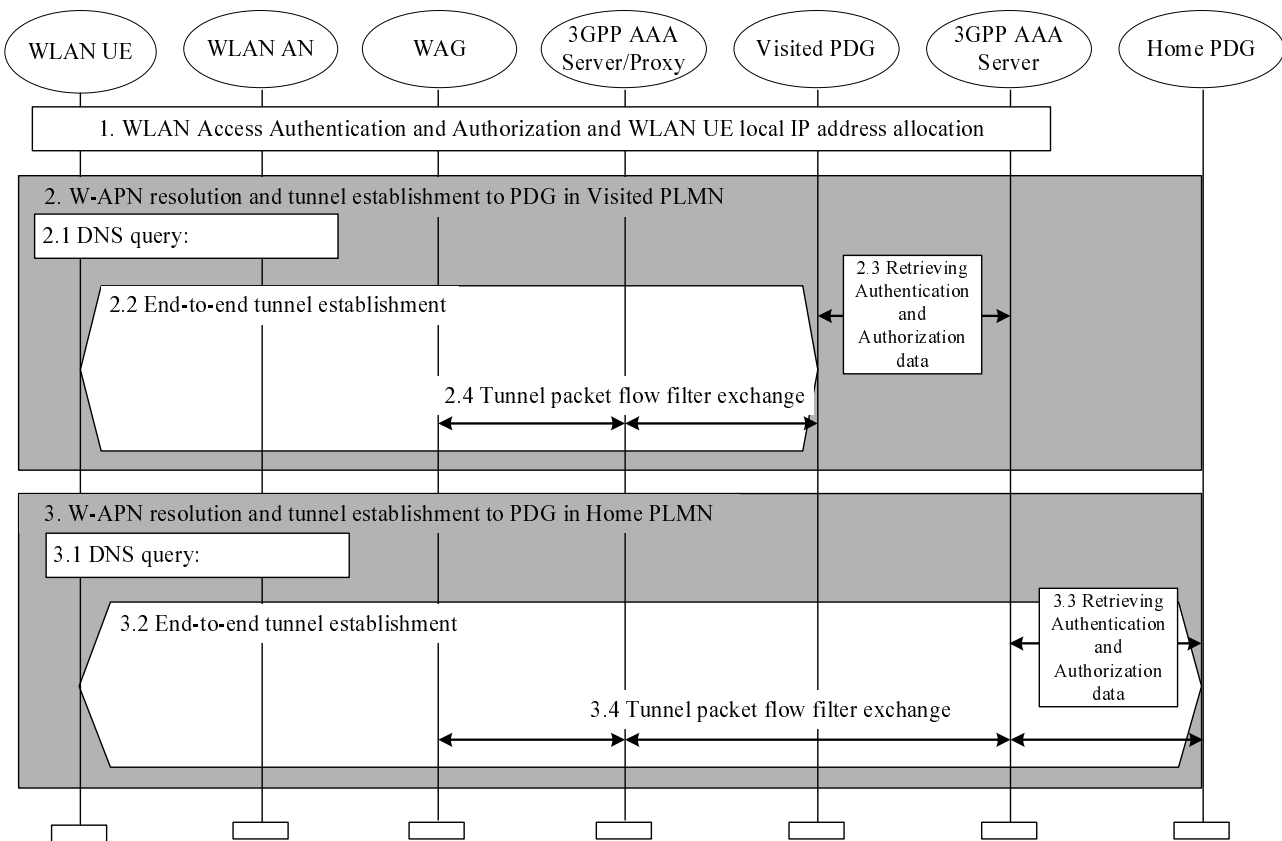 WLAN UE
WLAN AN
WAG
3GPP AAA
Server/Proxy
Visited PDG
3GPP AAA
Server
Home PDG
1. WLAN Access Authentication and Authorization and WLAN UE local IP address allocation
2. W-APN resolution and tunnel establishment to PDG in Visited PLMN
2.1 DNS query:
2.2 End-to-end tunnel establishment
2.3 Retrieving
Authentication
and
Authorization
data
2.4 Tunnel packet flow filter exchange
3. W-APN resolution and tunnel establishment to PDG in Home PLMN
3.1 DNS query:
3.2 End-to-end tunnel establishment
3.3 Retrieving
Authentication
and
Authorization
data
3.4 Tunnel packet flow filter exchange